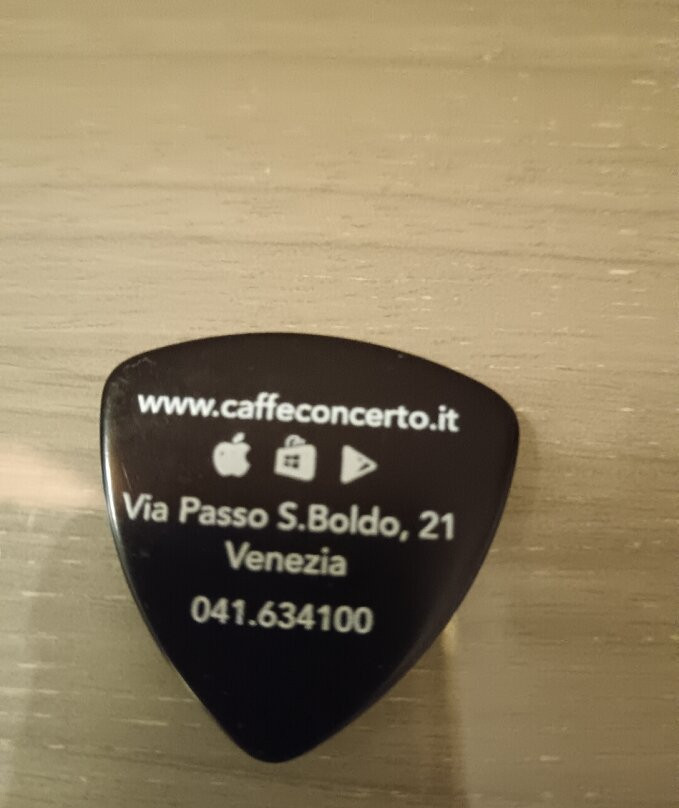 www.caffeconcerto.it
Via Passo S.Boldo, 21
Venezia
041.634100